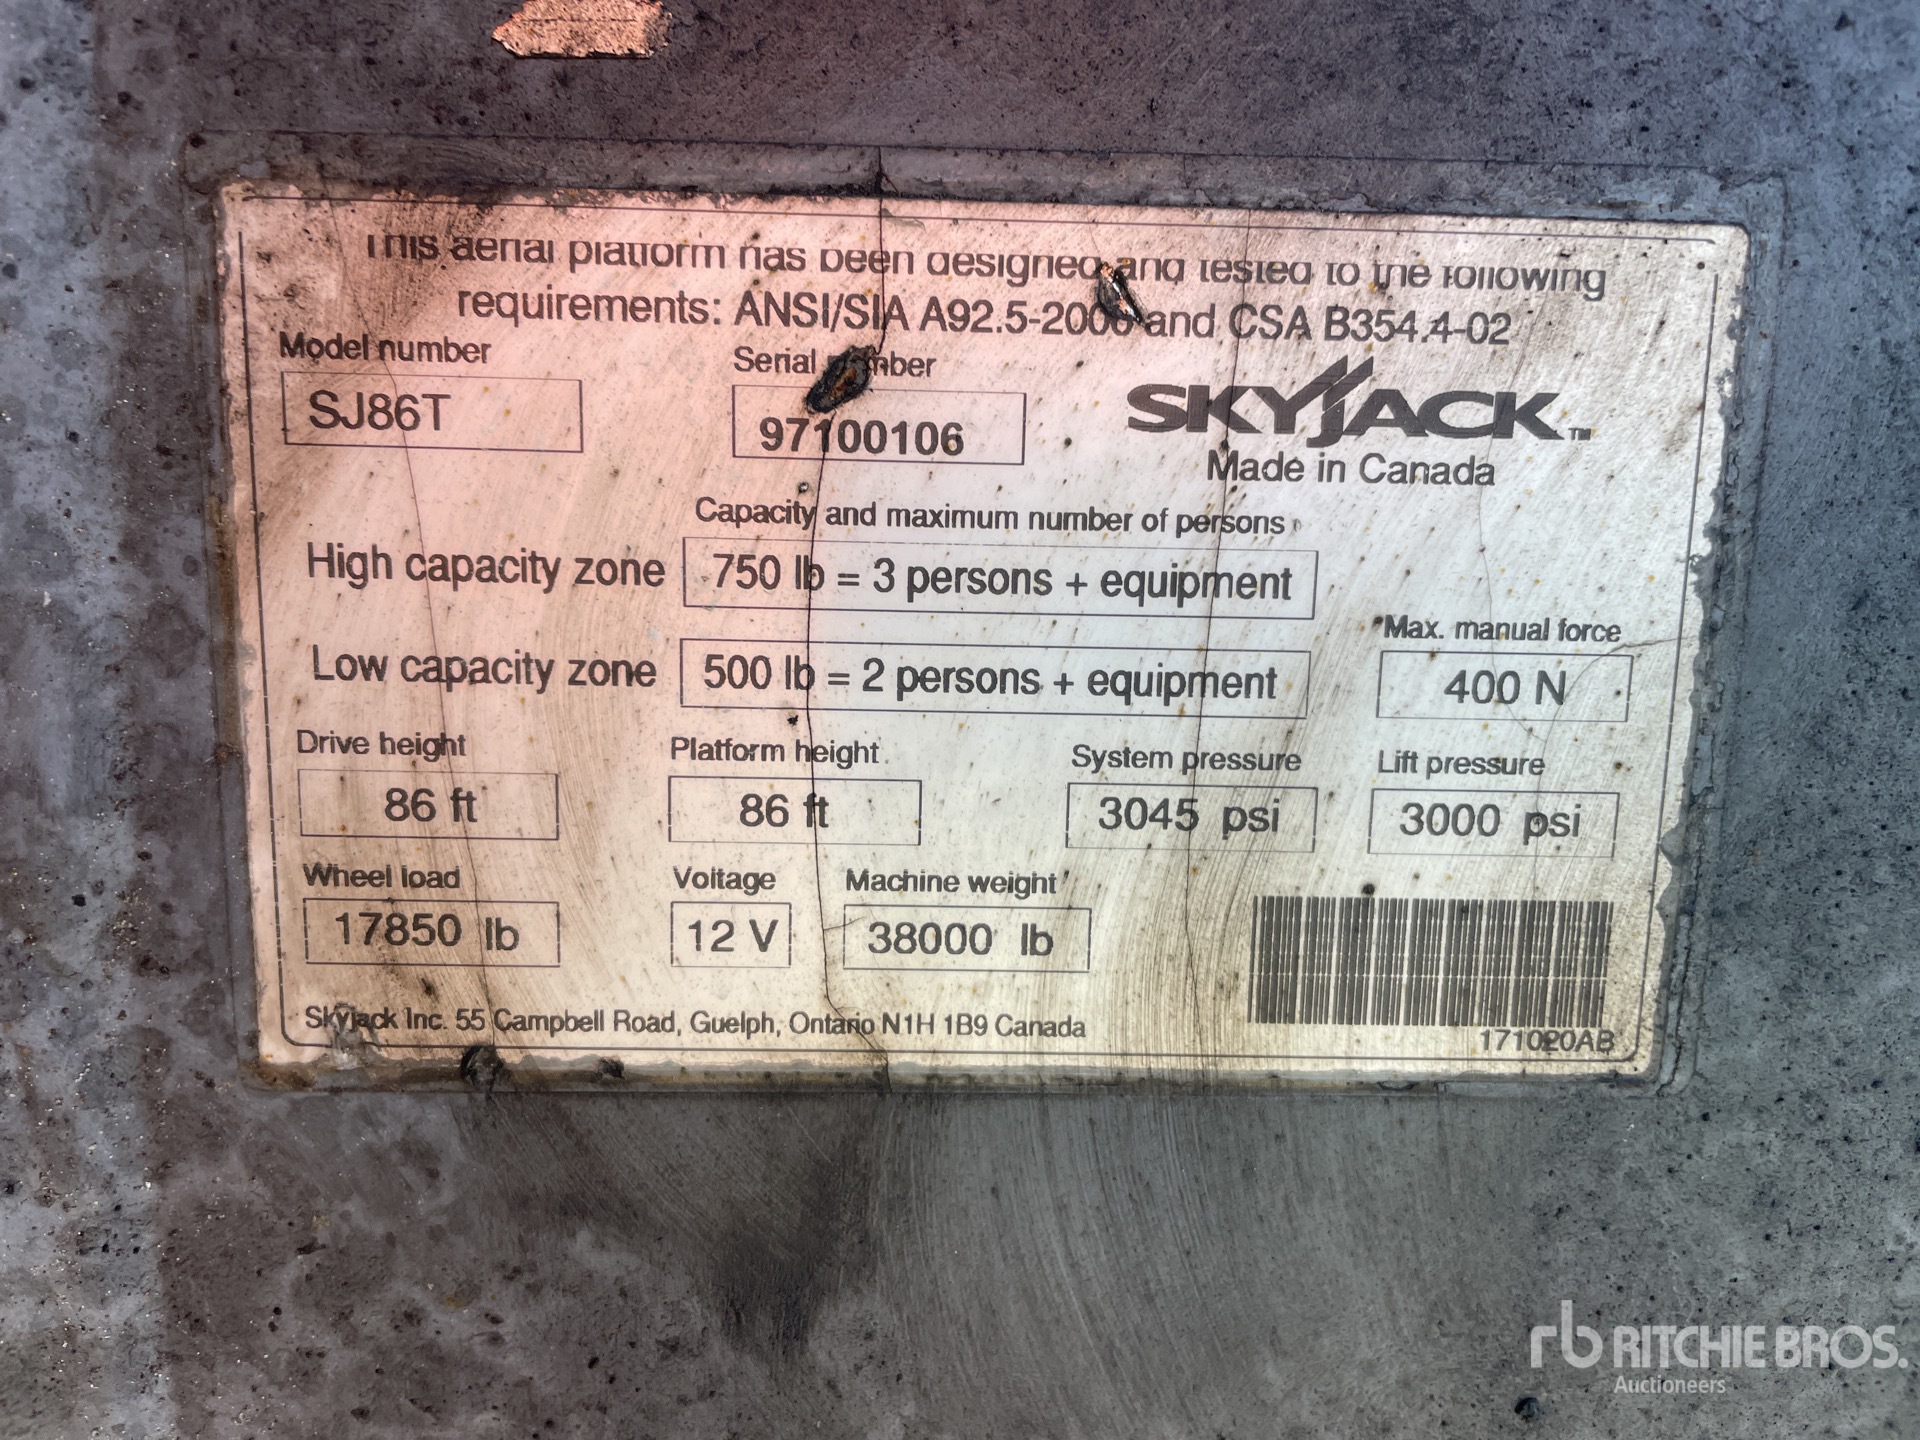 This aerial platform has been designed and tested to the following
requirements: ANSI/SIA A92.5-2006 and CSA B354.4-02
Model number
SJ86T
Serial number
97100106
SKYJACK™
Made in Canada
Capacity and maximum number of persons
High capacity zone 750 lb = 3 persons + equipment
Low capacity zone 500 lb = 2 persons + equipment
Max. manual force
400 N
Drive height
86 ft
Platform height
86 ft
System pressure
3045 psi
Lift pressure
3000 psi
Wheel load
17850 lb
Voltage
12 V
Machine weight
38000 lb
Skyjack Inc. 55 Campbell Road, Guelph, Ontario N1H 1B9 Canada
171020AB
rb RITCHIE BROS.
Auctioneers